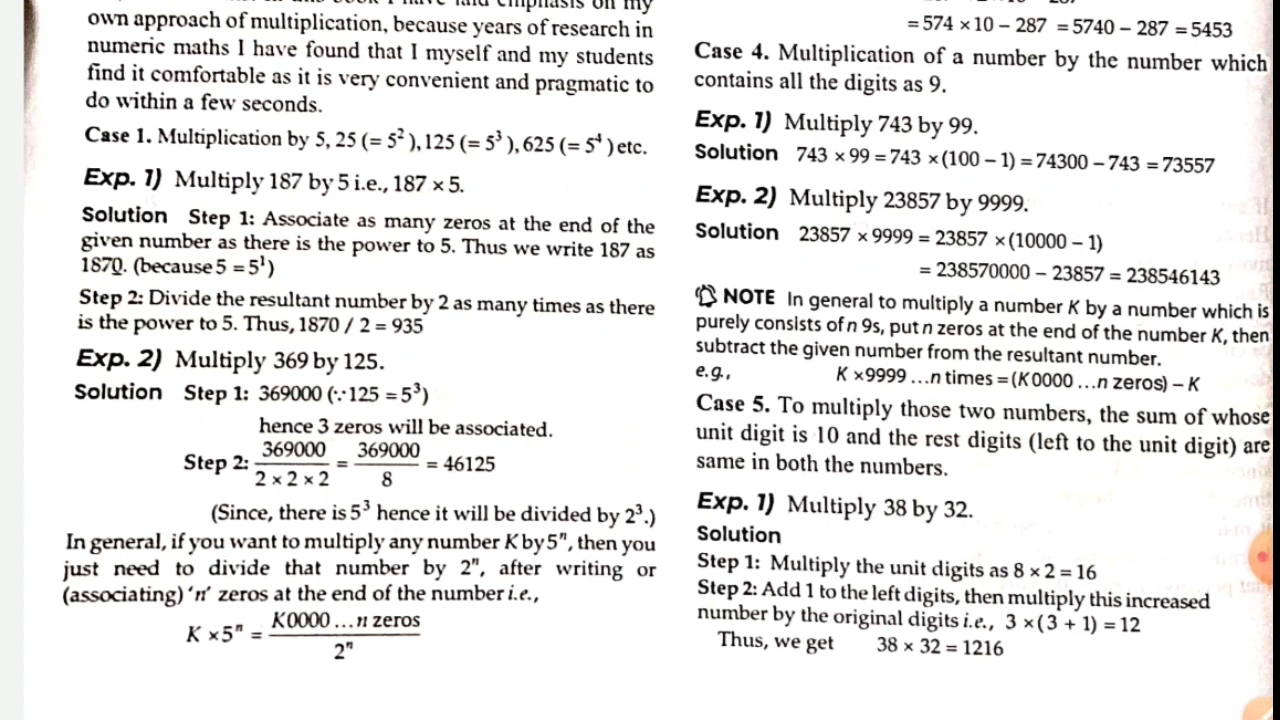 own approach of multiplication, because years of research in
numeric maths I have found that I myself and my students
find it comfortable as it is very convenient and pragmatic to
do within a few seconds.
Case 1. Multiplication by 5, 25 (= 5²), 125 (= 5³), 625 (= 5⁴) etc.
Exp. 1) Multiply 187 by 5 i.e., 187 × 5.
Solution Step 1: Associate as many zeros at the end of the
given number as there is the power to 5. Thus we write 187 as
1870. (because 5 = 5¹)
Step 2: Divide the resultant number by 2 as many times as there
is the power to 5. Thus, 1870 / 2 = 935
Exp. 2) Multiply 369 by 125.
Solution Step 1: 369000 (∵ 125 = 5³)
hence 3 zeros will be associated.
Step 2: 369000 / 2 × 2 × 2 = 369000 / 8 = 46125
(Since, there is 5³ hence it will be divided by 2³.)
In general, if you want to multiply any number K by 5ⁿ, then you
just need to divide that number by 2ⁿ, after writing or
(associating) ‘n’ zeros at the end of the number i.e.,
K × 5ⁿ = K0000 ... n zeros / 2ⁿ
= 574 × 10 – 287 = 5740 – 287 = 5453
Case 4. Multiplication of a number by the number which
contains all the digits as 9.
Exp. 1) Multiply 743 by 99.
Solution 743 × 99 = 743 × (100 – 1) = 74300 – 743 = 73557
Exp. 2) Multiply 23857 by 9999.
Solution 23857 × 9999 = 23857 × (10000 – 1)
= 238570000 – 23857 = 238546143
NOTE In general to multiply a number K by a number which is
purely consists of n 9s, put n zeros at the end of the number K, then
subtract the given number from the resultant number.
e.g., K × 9999 ... n times = (K0000 ... n zeros) – K
Case 5. To multiply those two numbers, the sum of whose
unit digit is 10 and the rest digits (left to the unit digit) are
same in both the numbers.
Exp. 1) Multiply 38 by 32.
Solution
Step 1: Multiply the unit digits as 8 × 2 = 16
Step 2: Add 1 to the left digits, then multiply this increased
number by the original digits i.e., 3 × (3 + 1) = 12
Thus, we get 38 × 32 = 1216